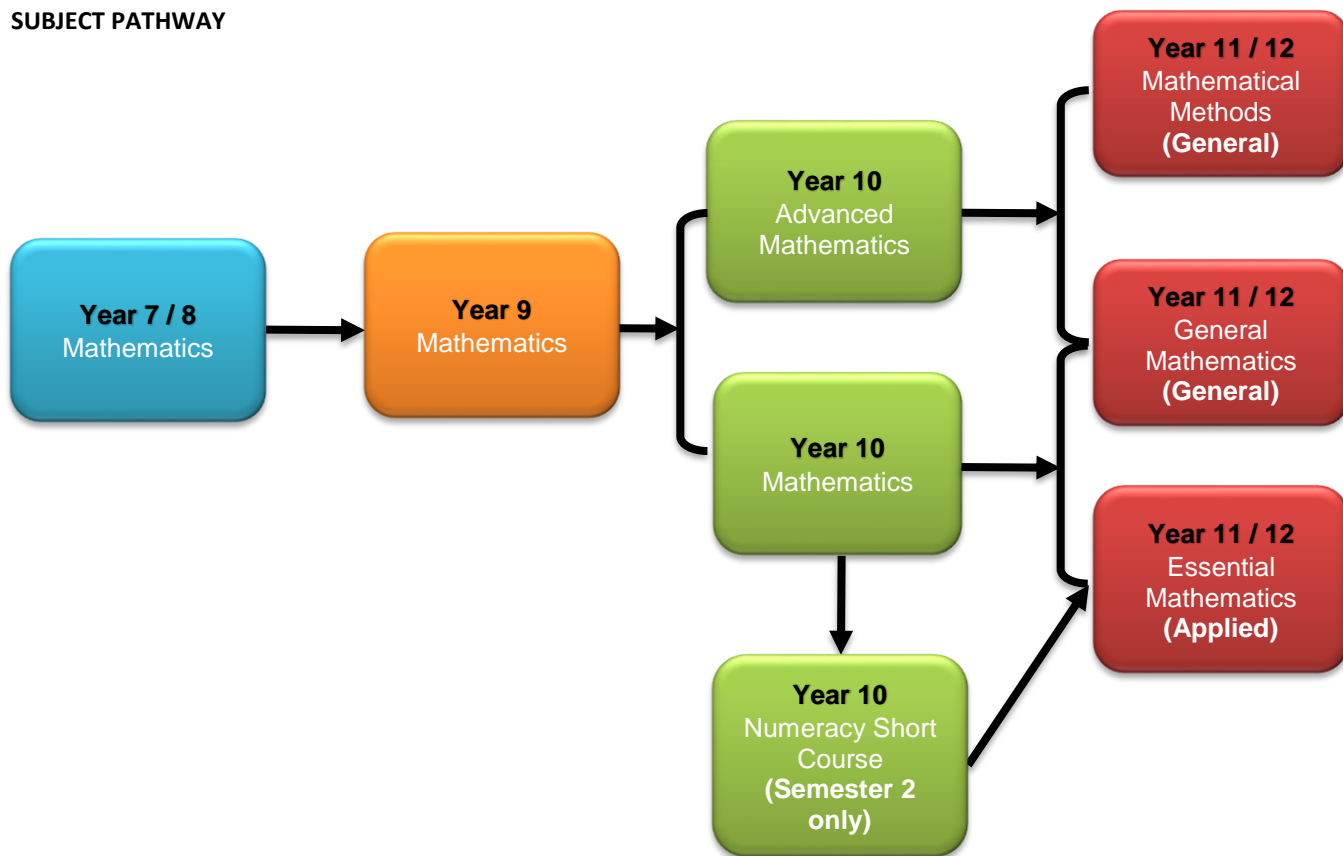 SUBJECT PATHWAY
Year 7 / 8
Mathematics
Year 9
Mathematics
Year 10
Advanced
Mathematics
Year 10
Mathematics
Year 10
Numeracy Short
Course
(Semester 2
only)
Year 11 / 12
Mathematical
Methods
(General)
Year 11 / 12
General
Mathematics
(General)
Year 11 / 12
Essential
Mathematics
(Applied)